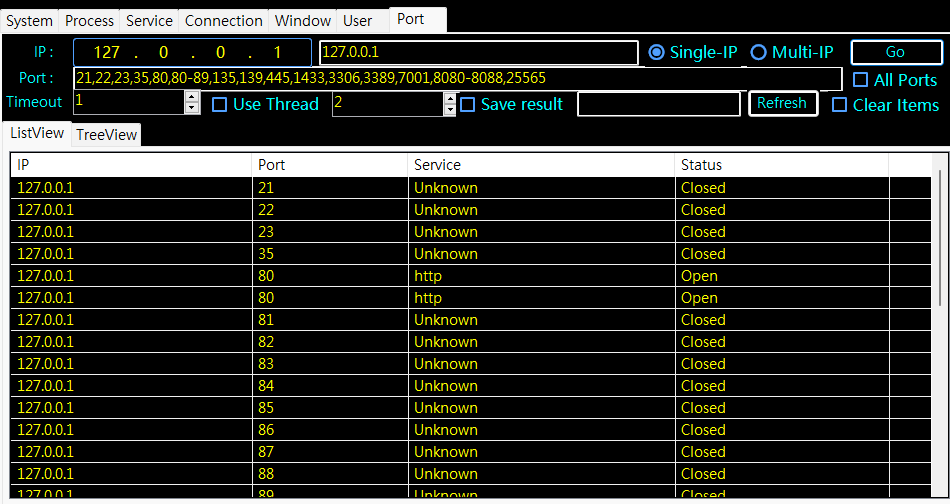 System Process Service Connection Window User Port
IP : 127 . 0 . 0 . 1 127.0.0.1 Single-IP Multi-IP Go
Port : 21,22,23,35,80,80-89,135,139,445,1433,3306,3389,7001,8080-8088,25565 All Ports
Timeout 1 Use Thread 2 Save result Refresh Clear Items
ListView TreeView
IP Port Service Status
127.0.0.1 21 Unknown Closed
127.0.0.1 22 Unknown Closed
127.0.0.1 23 Unknown Closed
127.0.0.1 35 Unknown Closed
127.0.0.1 80 http Open
127.0.0.1 80 http Open
127.0.0.1 81 Unknown Closed
127.0.0.1 82 Unknown Closed
127.0.0.1 83 Unknown Closed
127.0.0.1 84 Unknown Closed
127.0.0.1 85 Unknown Closed
127.0.0.1 86 Unknown Closed
127.0.0.1 87 Unknown Closed
127.0.0.1 88 Unknown Closed
127.0.0.1 89 Unknown Closed